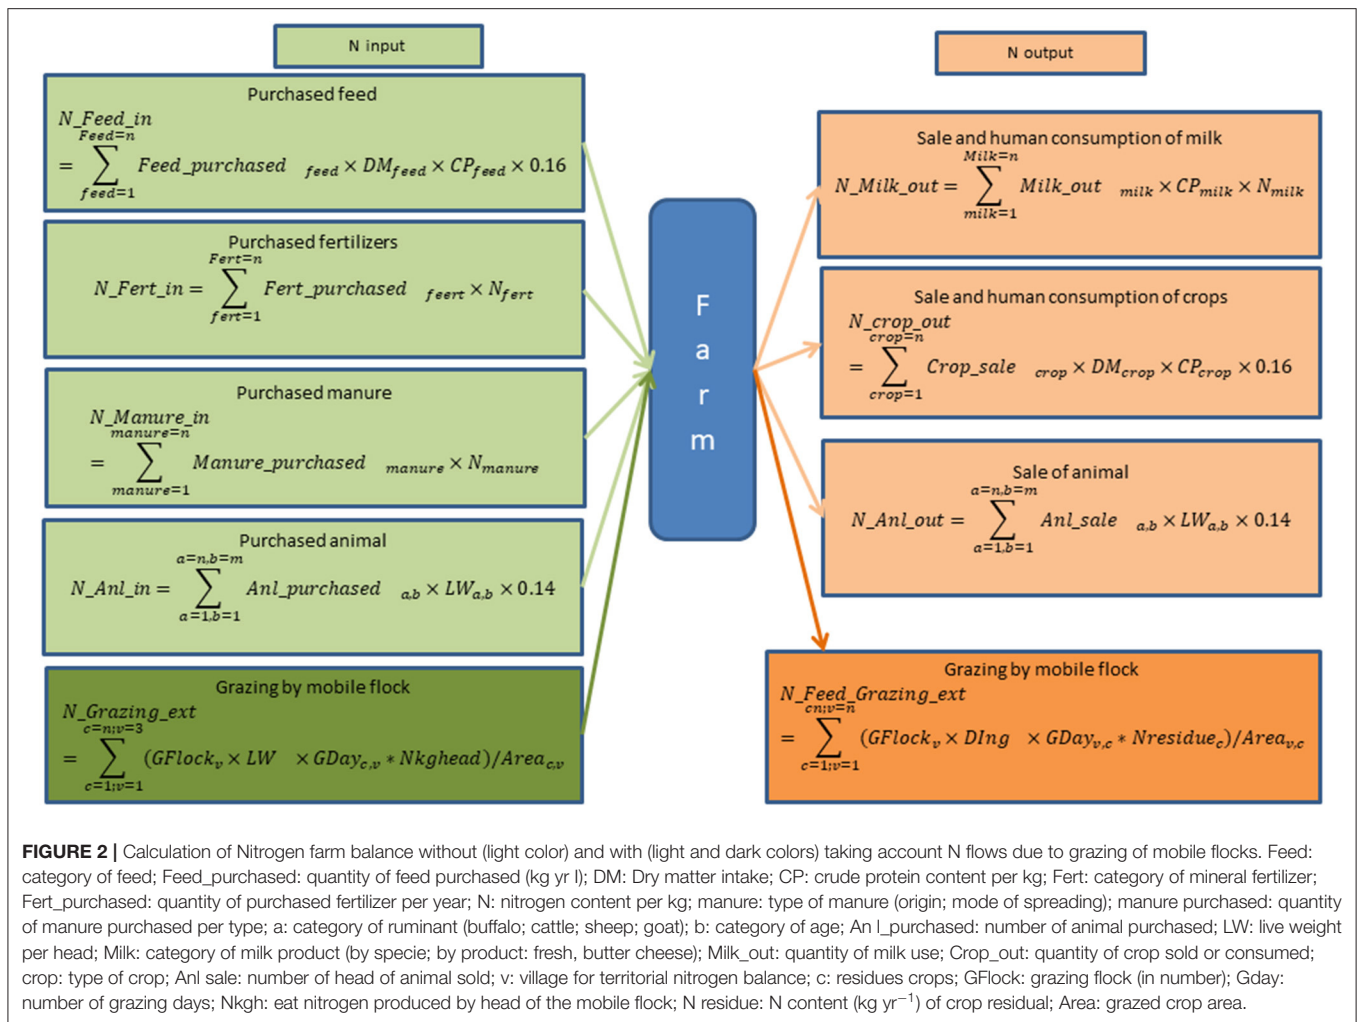 N input
Purchased feed
N_Feed_in
Feed=n
= ∑ Feed_purchased feed × DMfeed × CPfeed × 0.16
feed=1
Purchased fertilizers
Fert=n
N_Fert_in = ∑ Fert_purchased feert × Nfert
fert=1
Purchased manure
N_Manure_in
manure=n
= ∑ Manure_purchased manure × Nmanure
manure=1
Purchased animal
a=n,b=m
N_Anl_in = ∑ Anl_purchased a,b × LWa,b × 0.14
a=1,b=1
Grazing by mobile flock
N_Grazing_ext
c=n;v=3
= ∑ (GFlockv × LW × GDayc,v * Nkghead)/Areac,v
c=1;v=1
F
a
r
m
N output
Sale and human consumption of milk
Milk=n
N_Milk_out = ∑ Milk_out milk × CPmilk × Nmilk
milk=1
Sale and human consumption of crops
N_crop_out
crop=n
= ∑ Crop_sale crop × DMcrop × CPcrop × 0.16
crop=1
Sale of animal
a=n,b=m
N_Anl_out = ∑ Anl_sale a,b × LWa,b × 0.14
a=1,b=1
Grazing by mobile flock
N_Feed_Grazing_ext
cn;v=n
= ∑ (GFlockv × DIng × GDayv,c * Nresiduec)/Areav,c
c=1;v=1
FIGURE 2 | Calculation of Nitrogen farm balance without (light color) and with (light and dark colors) taking account N flows due to grazing of mobile flocks. Feed:
category of feed; Feed_purchased: quantity of feed purchased (kg yr l); DM: Dry matter intake; CP: crude protein content per kg; Fert: category of mineral fertilizer;
Fert_purchased: quantity of purchased fertilizer per year; N: nitrogen content per kg; manure: type of manure (origin; mode of spreading); manure purchased: quantity
of manure purchased per type; a: category of ruminant (buffalo; cattle; sheep; goat); b: category of age; An l_purchased: number of animal purchased; LW: live weight
per head; Milk: category of milk product (by specie; by product: fresh, butter cheese); Milk_out: quantity of milk use; Crop_out: quantity of crop sold or consumed;
crop: type of crop; Anl sale: number of head of animal sold; v: village for territorial nitrogen balance; c: residues crops; GFlock: grazing flock (in number); Gday:
number of grazing days; Nkgh: eat nitrogen produced by head of the mobile flock; N residue: N content (kg yr−1) of crop residual; Area: grazed crop area.